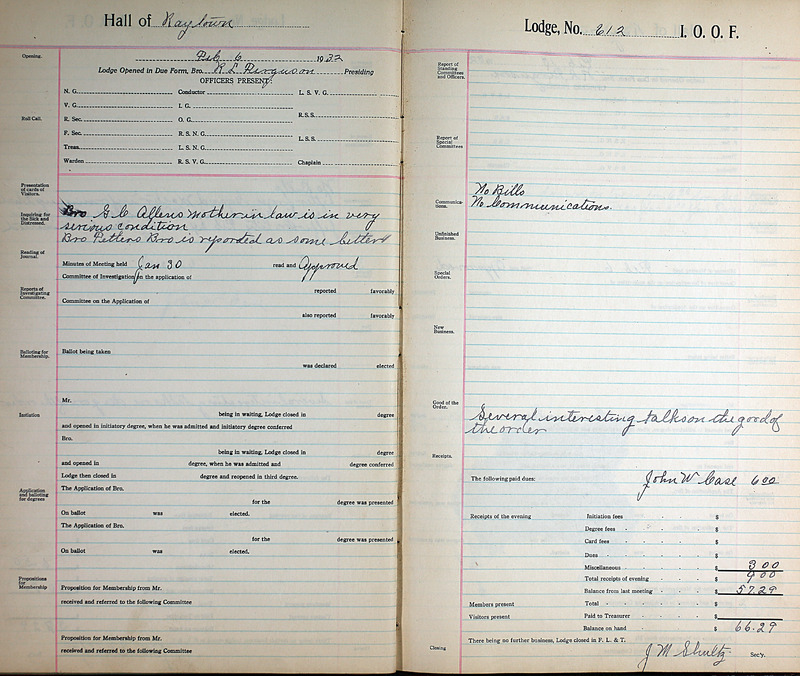 Hall of Raytown
Feb 6 1932
Opening.
Lodge Opened in Due Form, Bro. R L Ferguson Presiding
OFFICERS PRESENT:
N. G. Conductor L. S. V. G.
V. G. I. G.
Roll Call. R. Sec. O. G. R.S.S.
F. Sec. R. S. N. G.
Treas. L. S. N. G. L.S.S.
Warden R. S. V. G. Chaplain
Presentation of cards of Visitors.
Inquiring for the Sick and Distressed.
Bro G C Allens mother in law is in very
serious condition
Bro Petters Bro is reported as some better
Reading of Journal.
Minutes of Meeting held Jan 30 read and Approved
Committee of Investigation on the application of
Reports of Investigating Committee.
reported favorably
Committee on the Application of
also reported favorably
Balloting for Membership.
Ballot being taken
was declared elected
Mr.
Initiation
being in waiting, Lodge closed in degree
and opened in initiatory degree, when he was admitted and initiatory degree conferred
Bro.
being in waiting, Lodge closed in degree
and opened in degree, when he was admitted and degree conferred
Lodge then closed in degree and reopened in third degree.
Application and balloting for degrees
The Application of Bro.
for the degree was presented
On ballot was elected.
The Application of Bro.
for the degree was presented
On ballot was elected.
Propositions for Membership
Proposition for Membership from Mr.
received and referred to the following Committee
Proposition for Membership from Mr.
received and referred to the following Committee
Lodge, No. 612 I. O. O. F.
Report of Standing Committees and Officers.
Report of Special Committees
Communications.
No Bills
No Communications.
Unfinished Business.
Special Orders.
New Business.
Good of the Order.
Several interesting talks on the good of
the order
Receipts.
The following paid dues: John W Case 6 00
Receipts of the evening Initiation fees $
Degree fees $
Card fees $
Dues $
Miscellaneous $ 3 00
Total receipts of evening $ 9 00
Balance from last meeting $ 57.29
Members present Total $
Visitors present Paid to Treasurer $
Balance on hand $ 66.29
There being no further business, Lodge closed in F. L. & T.
Closing J M Shultz Sec'y.